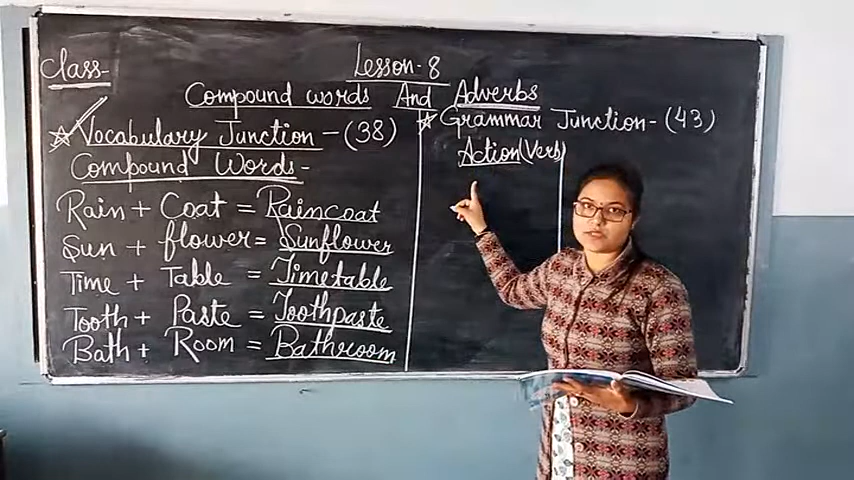 Class-
Lesson-8
Compound words And Adverbs
Vocabulary Junction-(38)
Compound Words-
Rain + Coat = Raincoat
Sun + flower= Sunflower
Time + Table = Timetable
Tooth + Paste = Toothpaste
Bath + Room = Bathroom
Grammar Junction-(43)
Action(Verb)